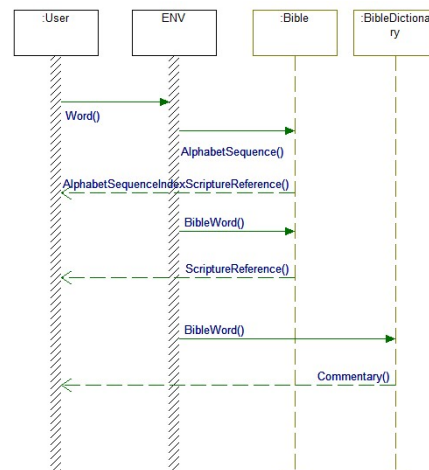 :User
ENV
:Bible
:BibleDictiona
ry
Word()
AlphabetSequence()
AlphabetSequenceIndexScriptureReference()
BibleWord()
ScriptureReference()
BibleWord()
Commentary()